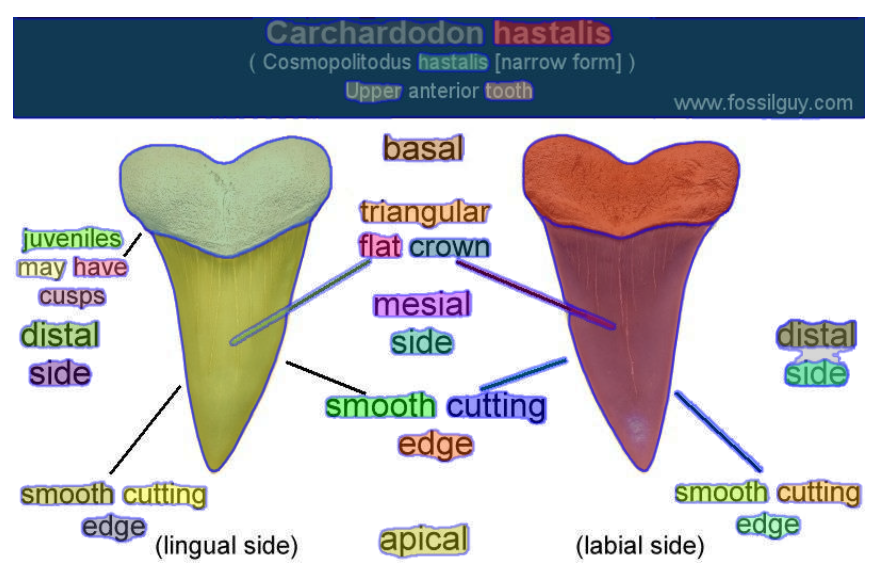 Carchardodon hastalis
( Cosmopolitodus hastalis [narrow form] )
Upper anterior tooth
www.fossilguy.com
basal
triangular
flat crown
juveniles
may have
cusps
mesial
side
distal
side
distal
side
smooth cutting
edge
smooth cutting
edge
smooth cutting
edge
(lingual side)
apical
(labial side)